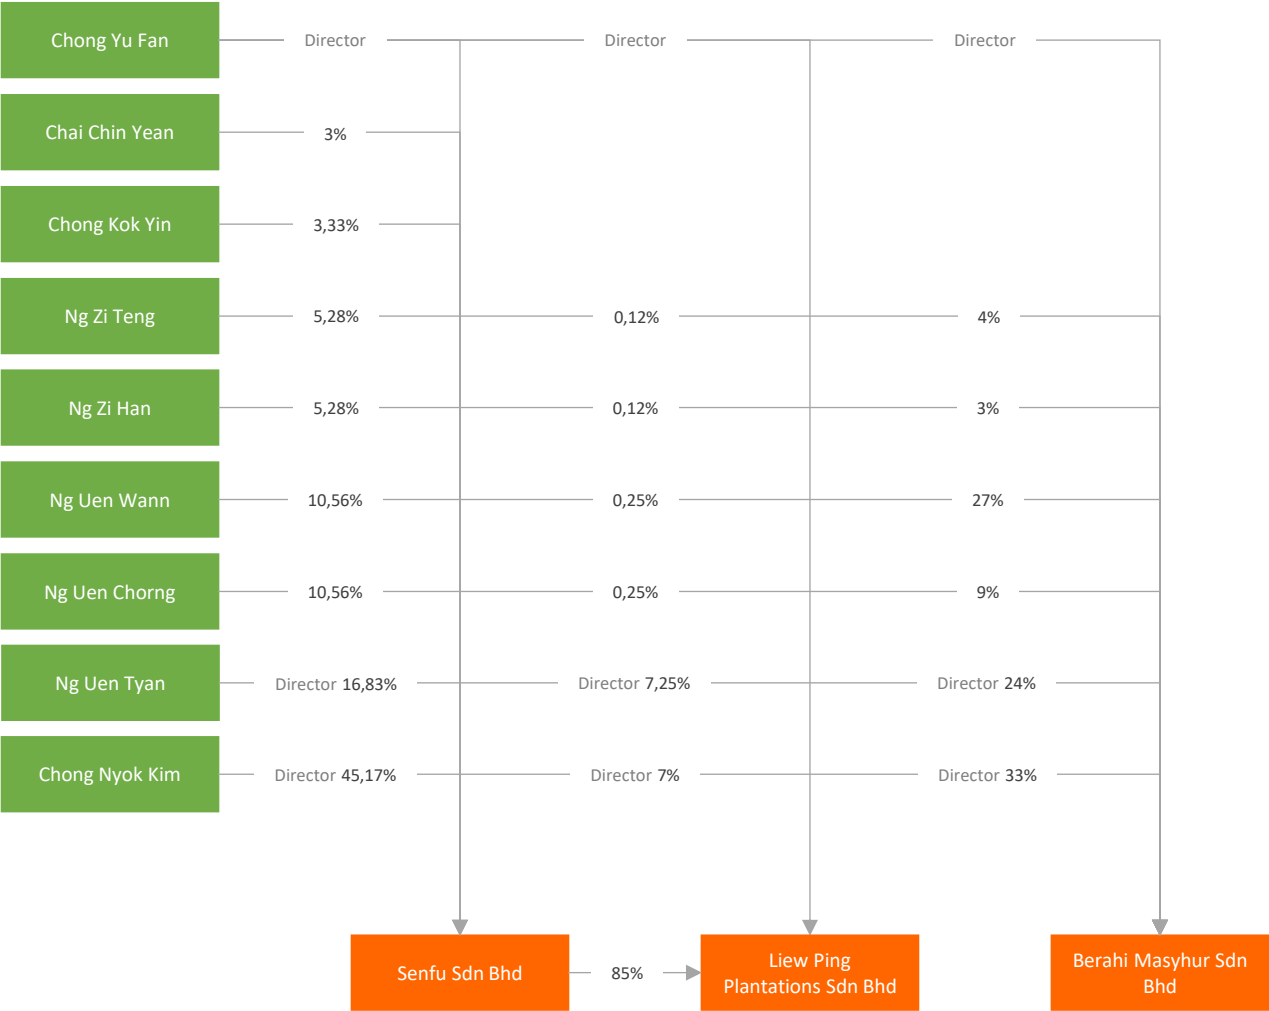 Chong Yu Fan Director Director Director
Chai Chin Yean 3%
Chong Kok Yin 3,33%
Ng Zi Teng 5,28% 0,12% 4%
Ng Zi Han 5,28% 0,12% 3%
Ng Uen Wann 10,56% 0,25% 27%
Ng Uen Chorng 10,56% 0,25% 9%
Ng Uen Tyan Director 16,83% Director 7,25% Director 24%
Chong Nyok Kim Director 45,17% Director 7% Director 33%
Senfu Sdn Bhd 85%
Liew Ping
Plantations Sdn Bhd
Berahi Masyhur Sdn
Bhd